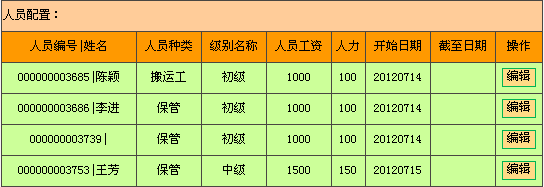 人员配置：
人员编号|姓名 人员种类 级别名称 人员工资 人力 开始日期 截至日期 操作
000000003685|陈颖 搬运工 初级 1000 100 20120714 编辑
000000003686|李进 保管 初级 1000 100 20120714 编辑
000000003739| 保管 初级 1000 100 20120714 编辑
000000003753|王芳 保管 中级 1500 150 20120715 编辑